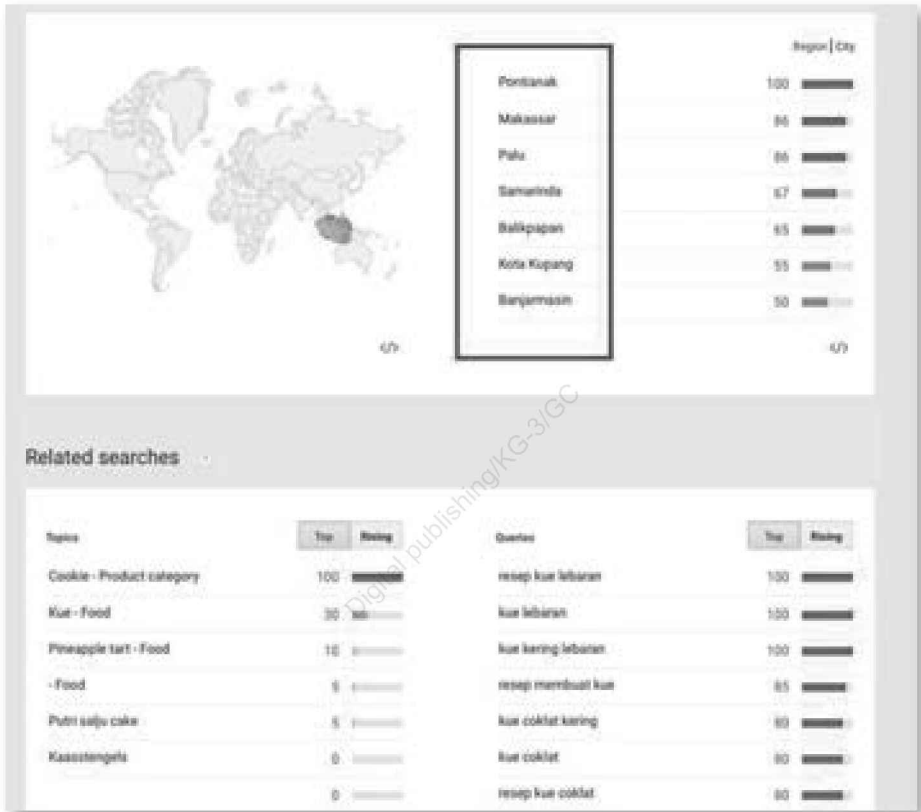 Region | City
Pontianak 100
Makassar 86
Palu 86
Samarinda 67
Balikpapan 65
Kota Kupang 55
Banjarmasin 50
</> </>
Digital publishing/KG-3/GC
Related searches
Topics Top Rising
Cookie - Product category 100
Kue - Food 30
Pineapple tart - Food 10
- Food 5
Putri salju cake 5
Kaasstengels 0
0
Queries Top Rising
resep kue lebaran 100
kue lebaran 100
kue kering lebaran 100
resep membuat kue 85
kue coklat kering 80
kue coklat 80
resep kue coklat 80